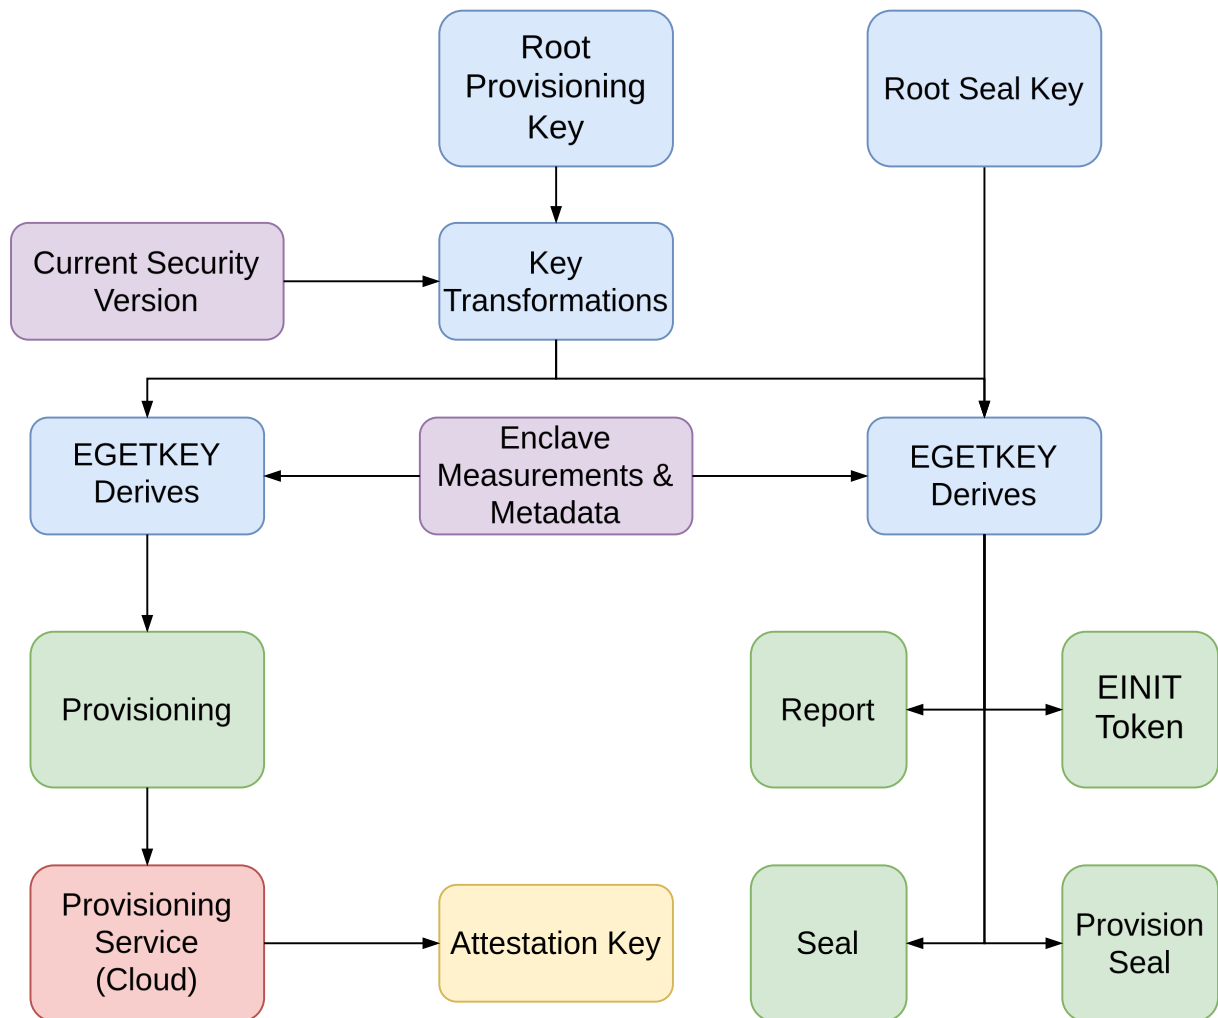 Root
Provisioning
Key
Root Seal Key
Current Security
Version
Key
Transformations
EGETKEY
Derives
Enclave
Measurements &
Metadata
EGETKEY
Derives
Provisioning
Report
EINIT
Token
Provisioning
Service
(Cloud)
Attestation Key
Seal
Provision
Seal